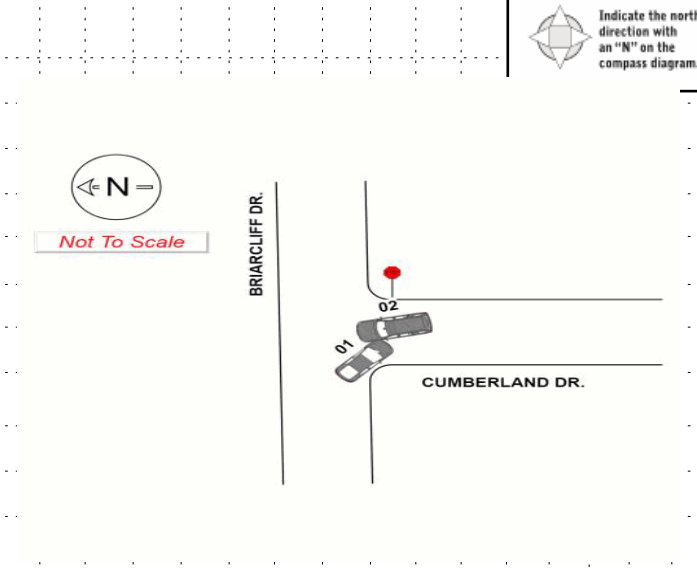 Indicate the north
direction with
an “N” on the
compass diagram.
N
Not To Scale
BRIARCLIFF DR.
02
01
CUMBERLAND DR.